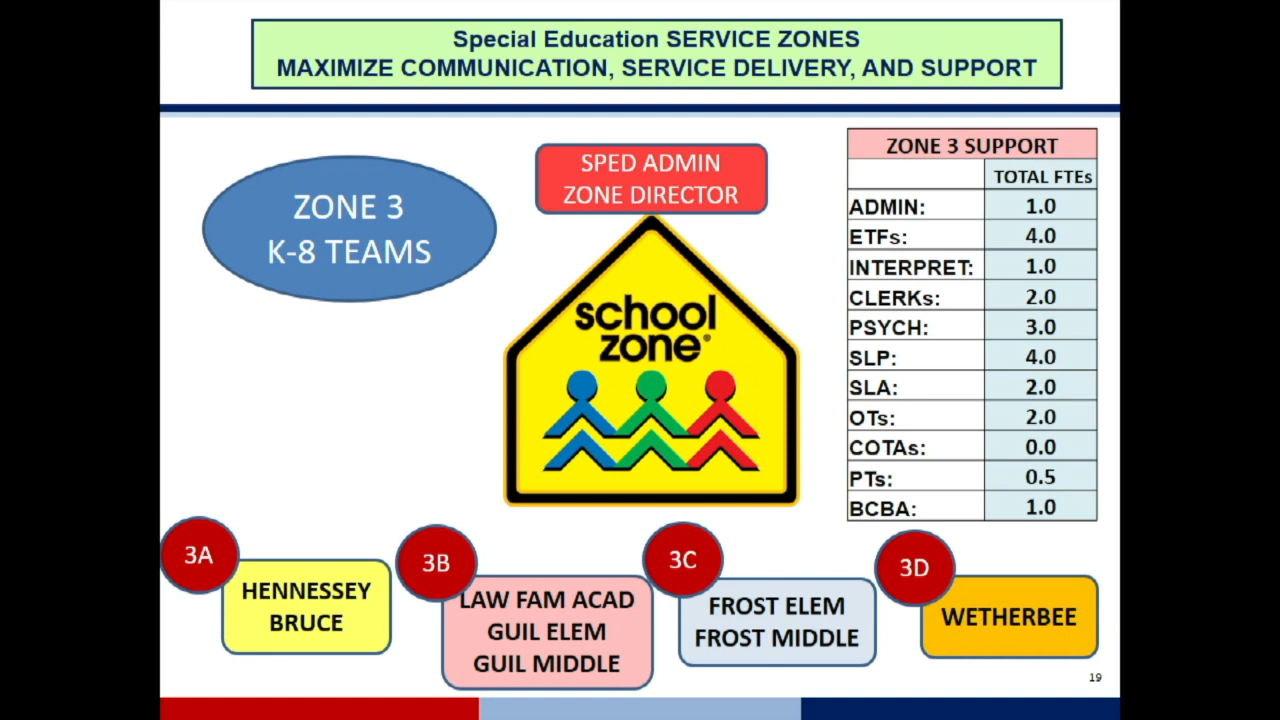 Special Education SERVICE ZONES
MAXIMIZE COMMUNICATION, SERVICE DELIVERY, AND SUPPORT
ZONE 3
K-8 TEAMS
SPED ADMIN
ZONE DIRECTOR
school
zone®
ZONE 3 SUPPORT
TOTAL FTEs
ADMIN: 1.0
ETFs: 4.0
INTERPRET: 1.0
CLERKs: 2.0
PSYCH: 3.0
SLP: 4.0
SLA: 2.0
OTs: 2.0
COTAs: 0.0
PTs: 0.5
BCBA: 1.0
3A
HENNESSEY
BRUCE
3B
LAW FAM ACAD
GUIL ELEM
GUIL MIDDLE
3C
FROST ELEM
FROST MIDDLE
3D
WETHERBEE
19